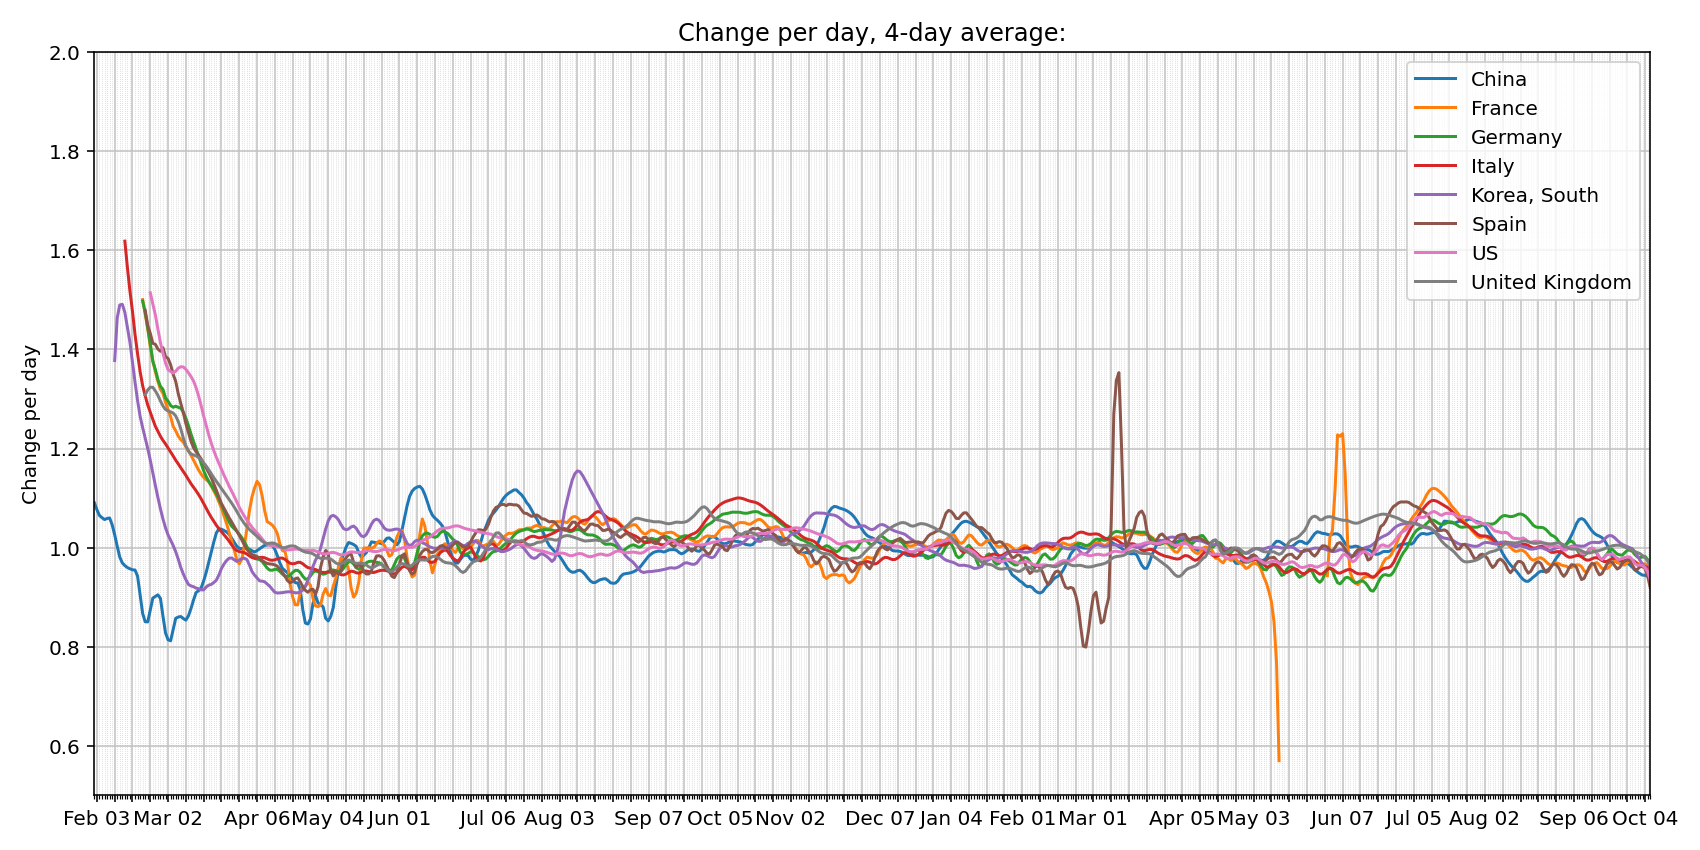 Change per day, 4-day average:
Change per day
2.0
1.8
1.6
1.4
1.2
1.0
0.8
0.6
China
France
Germany
Italy
Korea, South
Spain
US
United Kingdom
Feb 03 Mar 02 Apr 06 May 04 Jun 01 Jul 06 Aug 03 Sep 07 Oct 05 Nov 02 Dec 07 Jan 04 Feb 01 Mar 01 Apr 05 May 03 Jun 07 Jul 05 Aug 02 Sep 06 Oct 04